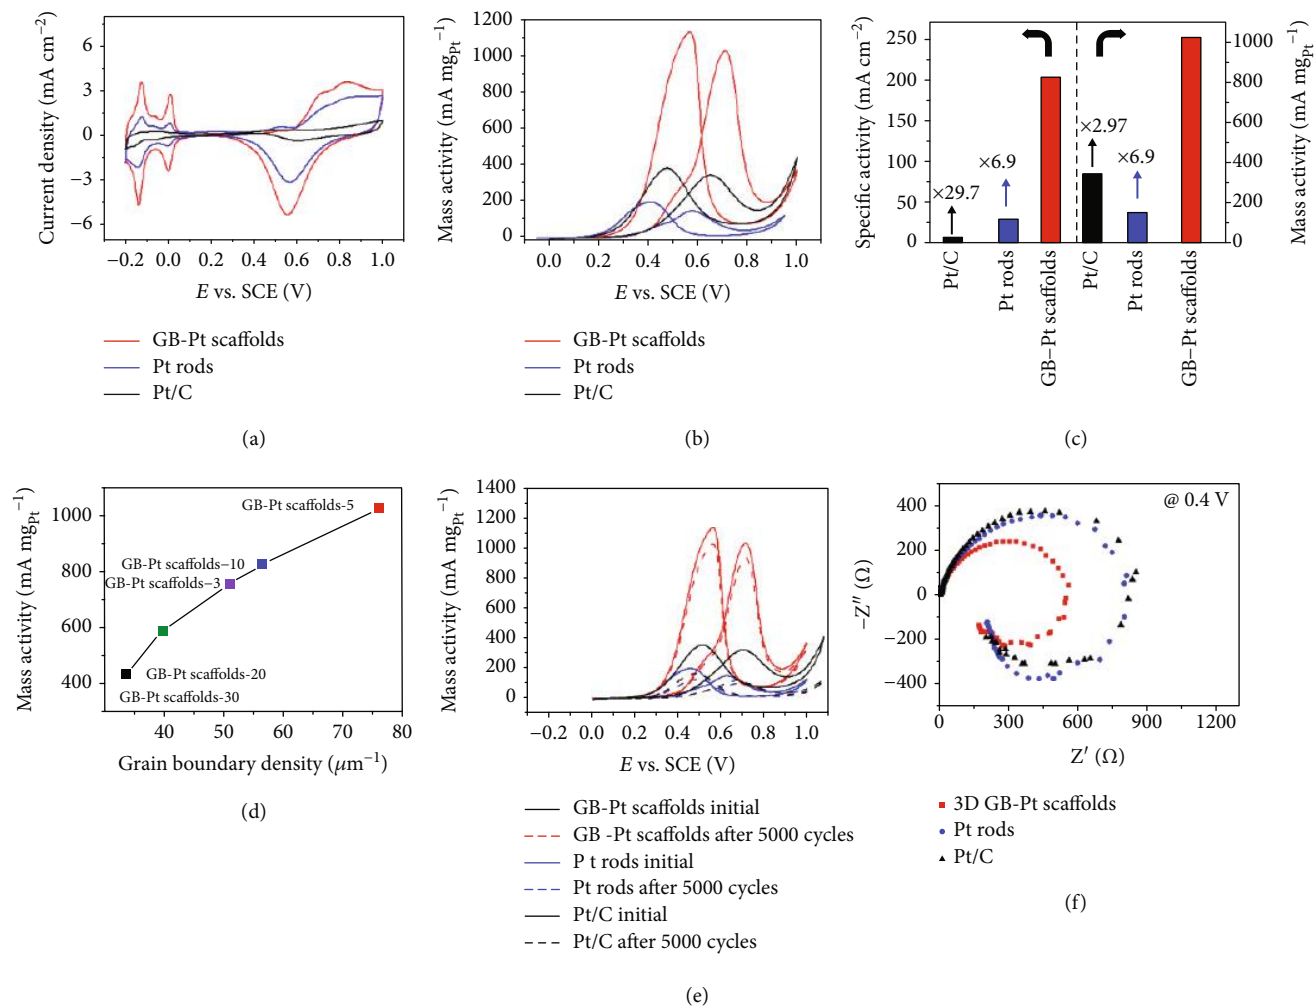 Current density (mA cm−2)
6
3
0
−3
−6
−0.2
0.0
0.2
0.4
0.6
0.8
1.0
E vs. SCE (V)
GB-Pt scaffolds
Pt rods
Pt/C
(a)
Mass activity (mA mgPt−1)
1200
1000
800
600
400
200
0
0.0
0.2
0.4
0.6
0.8
1.0
E vs. SCE (V)
GB-Pt scaffolds
Pt rods
Pt/C
(b)
Specific activity (mA cm−2)
250
200
150
100
50
0
×29.7
×6.9
×2.97
×6.9
1000
800
600
400
200
0
Mass activity (mA mgPt−1)
Pt/C
Pt rods
GB−Pt scaffolds
Pt/C
Pt rods
GB−Pt scaffolds
(c)
Mass activity (mA mgPt−1)
1000
800
600
400
GB-Pt scaffolds-5
GB-Pt scaffolds−10
GB-Pt scaffolds−3
GB-Pt scaffolds-20
GB-Pt scaffolds-30
40
50
60
70
80
Grain boundary density (μm−1)
(d)
Mass activity (mA mgPt−1)
1400
1200
1000
800
600
400
200
0
−0.2
0.0
0.2
0.4
0.6
0.8
1.0
E vs. SCE (V)
GB-Pt scaffolds initial
GB -Pt scaffolds after 5000 cycles
P t rods initial
Pt rods after 5000 cycles
Pt/C initial
Pt/C after 5000 cycles
(e)
−Z″ (Ω)
400
200
0
−200
−400
@ 0.4 V
0
300
600
900
1200
Z′ (Ω)
3D GB-Pt scaffolds
Pt rods
Pt/C
(f)